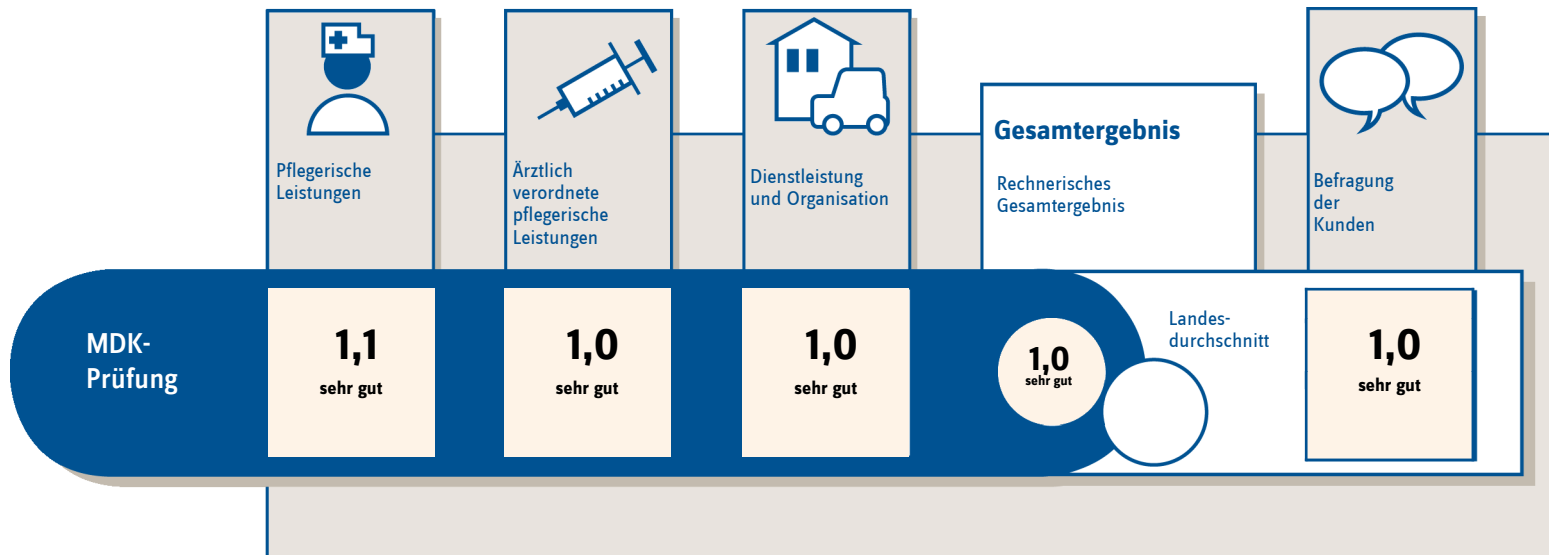 Pflegerische
Leistungen
Ärztlich
verordnete
pflegerische
Leistungen
Dienstleistung
und Organisation
Gesamtergebnis
Rechnerisches
Gesamtergebnis
Befragung
der
Kunden
MDK-
Prüfung
1,1
sehr gut
1,0
sehr gut
1,0
sehr gut
1,0
sehr gut
Landes-
durchschnitt
1,0
sehr gut